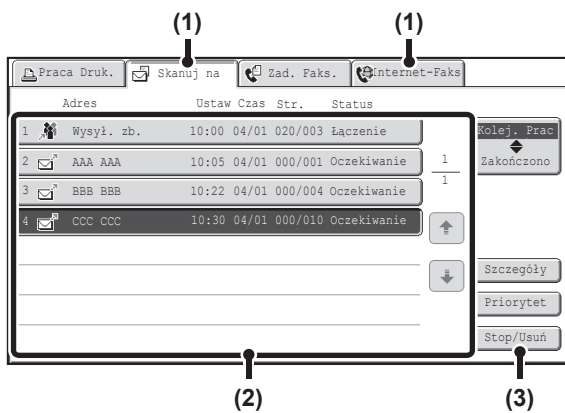 (1) (1)
Praca Druk. Skanuj na Zad. Faks. Internet-Faks
Adres Ustaw Czas Str. Status
1 Wysył. zb. 10:00 04/01 020/003 Łączenie
2 AAA AAA 10:05 04/01 000/001 Oczekiwanie
3 BBB BBB 10:22 04/01 000/004 Oczekiwanie
4 CCC CCC 10:30 04/01 000/010 Oczekiwanie
1
1
Kolej. Prac
Zakończono
Szczegóły
Priorytet
Stop/Usuń
(2) (3)